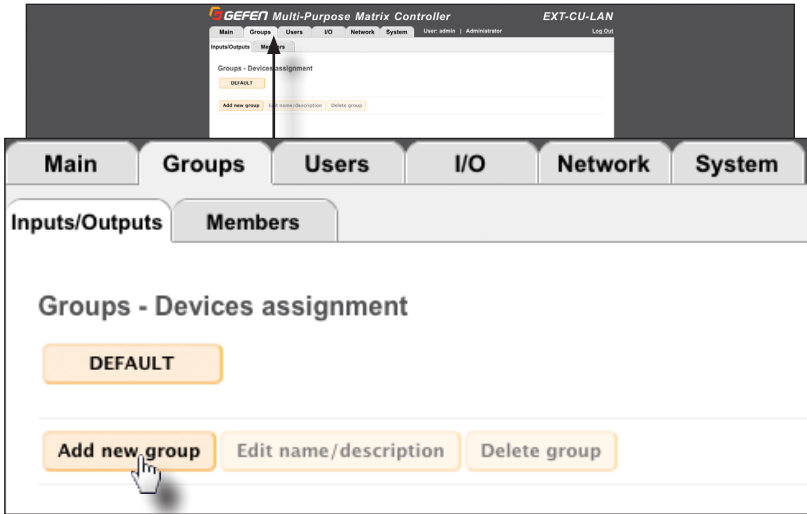 GEFEN Multi-Purpose Matrix Controller EXT-CU-LAN
Main Groups Users I/O Network System User: admin | Administrator Log Out
Inputs/Outputs Members
Groups - Devices assignment
DEFAULT
Add new group Edit name/description Delete group
Main Groups Users I/O Network System
Inputs/Outputs Members
Groups - Devices assignment
DEFAULT
Add new group Edit name/description Delete group